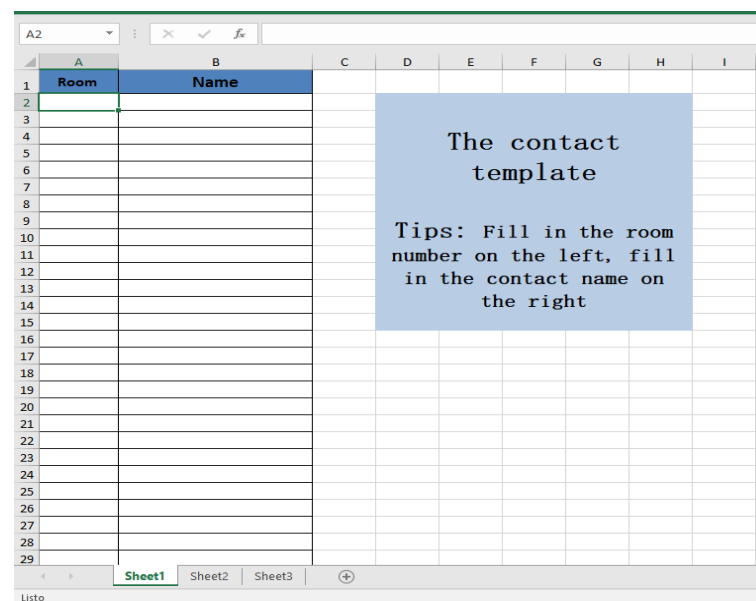 A2
fx
A B C D E F G H I
1 Room Name
2
3
4
5
6
7
8
9
10
11
12
13
14
15
16
17
18
19
20
21
22
23
24
25
26
27
28
29
The contact
template
Tips: Fill in the room
number on the left, fill
in the contact name on
the right
Sheet1 Sheet2 Sheet3
Listo